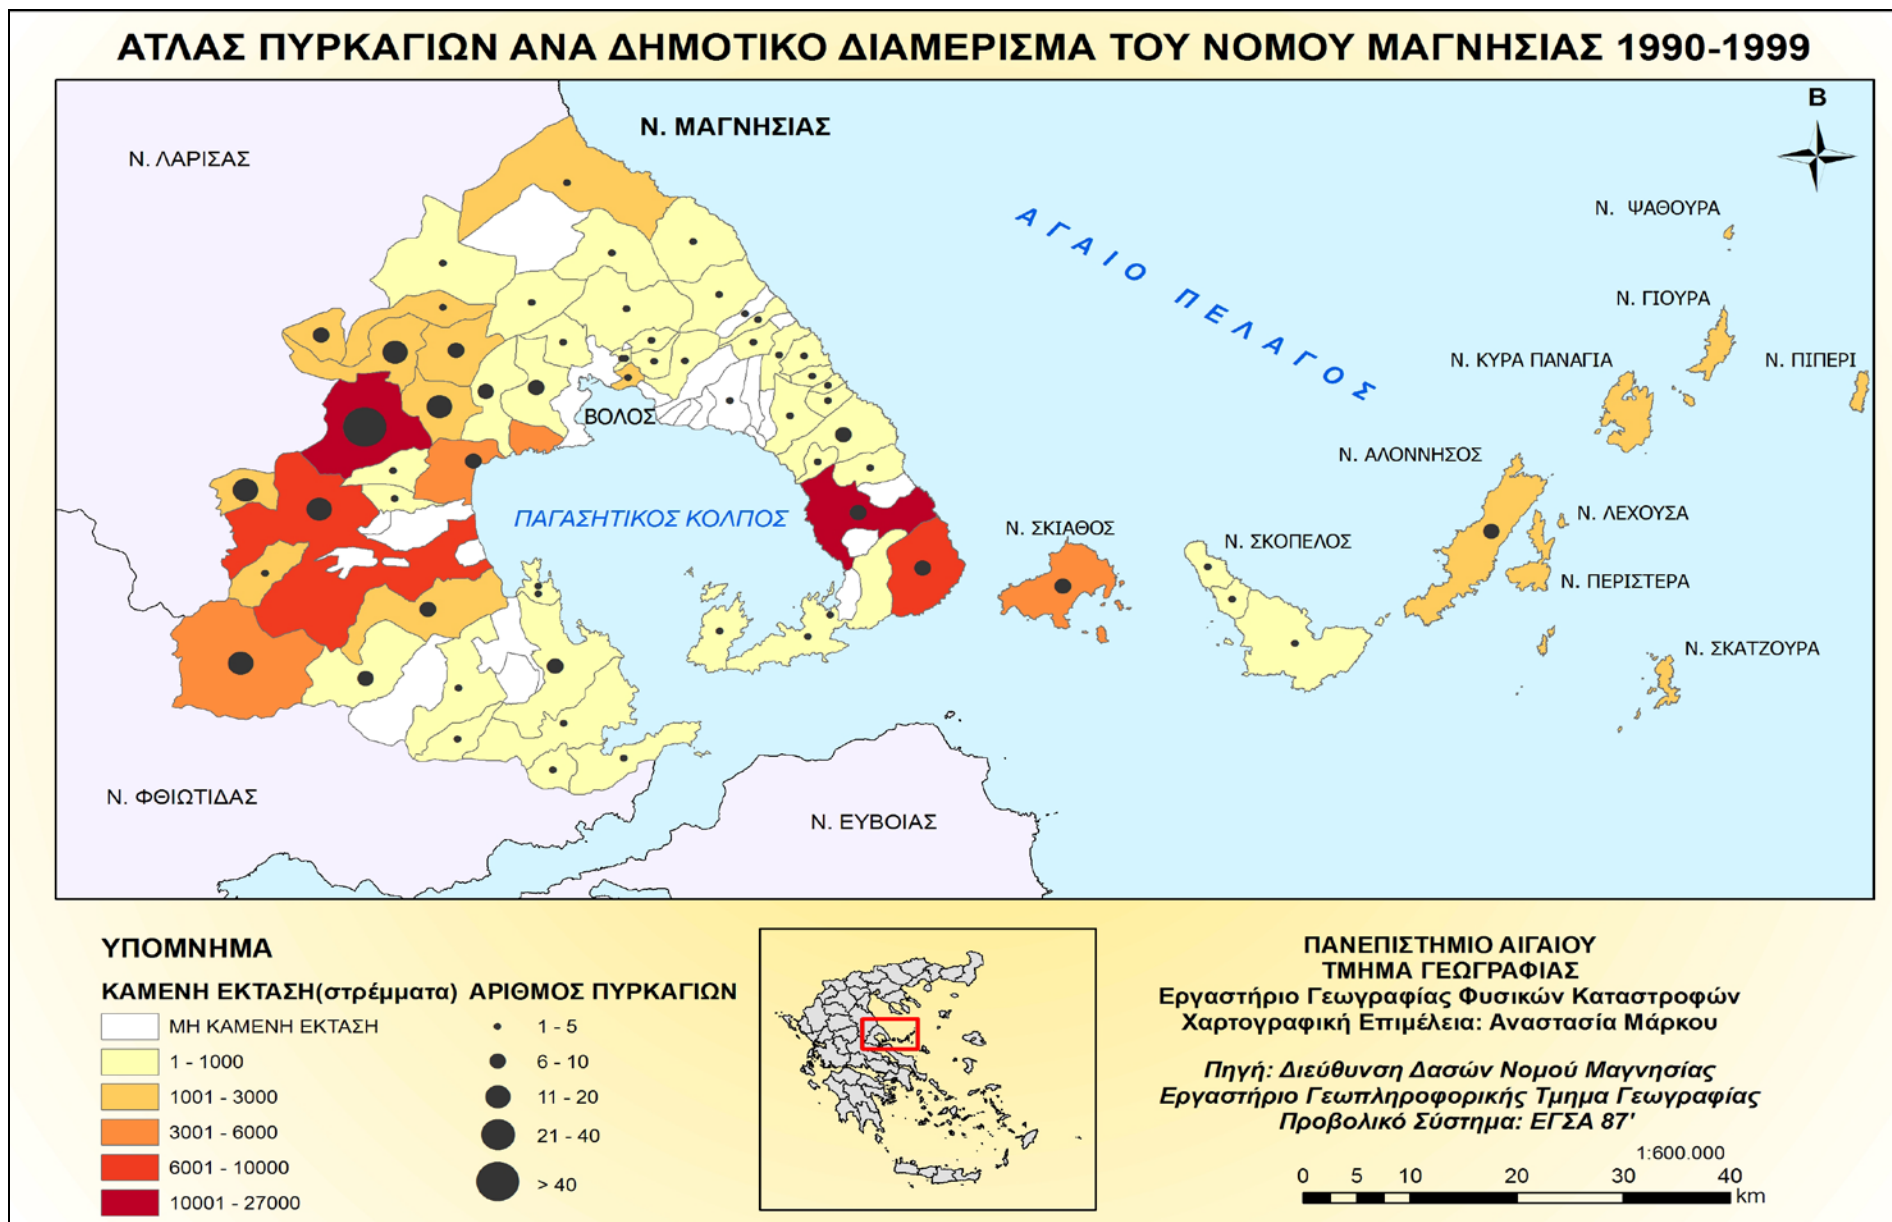 ΑΤΛΑΣ ΠΥΡΚΑΓΙΩΝ ΑΝΑ ΔΗΜΟΤΙΚΟ ΔΙΑΜΕΡΙΣΜΑ ΤΟΥ ΝΟΜΟΥ ΜΑΓΝΗΣΙΑΣ 1990-1999
Β
Ν. ΜΑΓΝΗΣΙΑΣ
Ν. ΛΑΡΙΣΑΣ
ΑΓΑΙΟ ΠΕΛΑΓΟΣ
Ν. ΨΑΘΟΥΡΑ
Ν. ΓΙΟΥΡΑ
Ν. ΚΥΡΑ ΠΑΝΑΓΙΑ
Ν. ΠΙΠΕΡΙ
ΒΟΛΟΣ
Ν. ΑΛΟΝΝΗΣΟΣ
ΠΑΓΑΣΗΤΙΚΟΣ ΚΟΛΠΟΣ
Ν. ΣΚΙΑΘΟΣ
Ν. ΣΚΟΠΕΛΟΣ
Ν. ΛΕΧΟΥΣΑ
Ν. ΠΕΡΙΣΤΕΡΑ
Ν. ΣΚΑΤΖΟΥΡΑ
Ν. ΦΘΙΩΤΙΔΑΣ
Ν. ΕΥΒΟΙΑΣ
ΥΠΟΜΝΗΜΑ
ΚΑΜΕΝΗ ΕΚΤΑΣΗ(στρέμματα)
ΜΗ ΚΑΜΕΝΗ ΕΚΤΑΣΗ
1 - 1000
1001 - 3000
3001 - 6000
6001 - 10000
10001 - 27000
ΑΡΙΘΜΟΣ ΠΥΡΚΑΓΙΩΝ
1 - 5
6 - 10
11 - 20
21 - 40
> 40
ΠΑΝΕΠΙΣΤΗΜΙΟ ΑΙΓΑΙΟΥ
ΤΜΗΜΑ ΓΕΩΓΡΑΦΙΑΣ
Εργαστήριο Γεωγραφίας Φυσικών Καταστροφών
Χαρτογραφική Επιμέλεια: Αναστασία Μάρκου
Πηγή: Διεύθυνση Δασών Νομού Μαγνησίας
Εργαστήριο Γεωπληροφορικής Τμημα Γεωγραφίας
Προβολικό Σύστημα: ΕΓΣΑ 87'
1:600.000
0 5 10 20 30 40
km